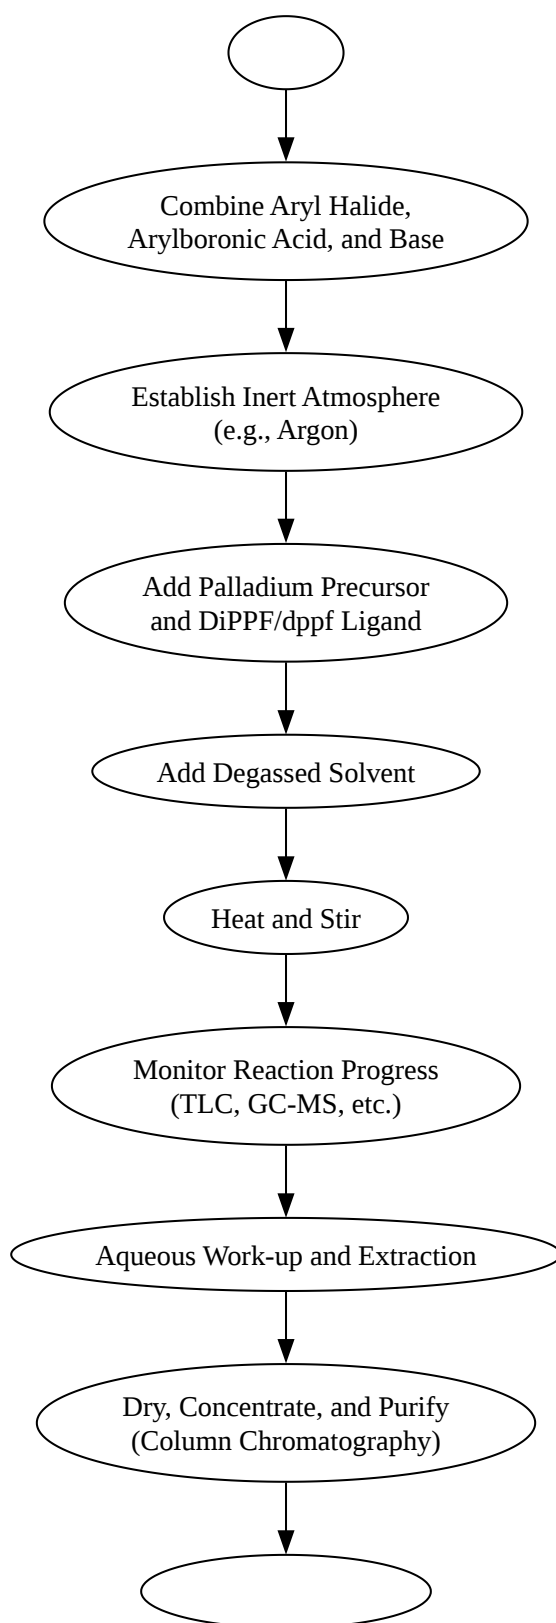 Combine Aryl Halide,
Arylboronic Acid, and Base
Establish Inert Atmosphere
(e.g., Argon)
Add Palladium Precursor
and DiPPF/dppf Ligand
Add Degassed Solvent
Heat and Stir
Monitor Reaction Progress
(TLC, GC-MS, etc.)
Aqueous Work-up and Extraction
Dry, Concentrate, and Purify
(Column Chromatography)